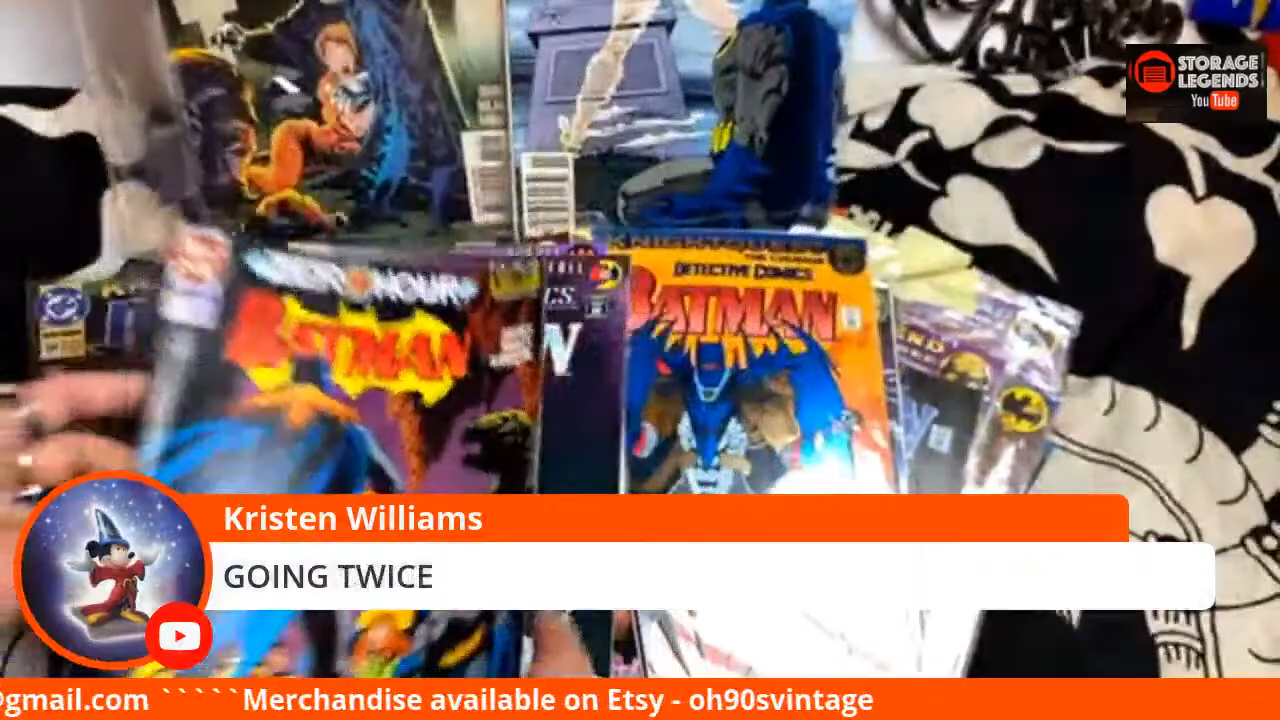 STORAGE
LEGENDS
YouTube
ZERO HOUR
BATMAN
DETECTIVE COMICS
BATMAN
Kristen Williams
GOING TWICE
@gmail.com ````` Merchandise available on Etsy - oh90svintage